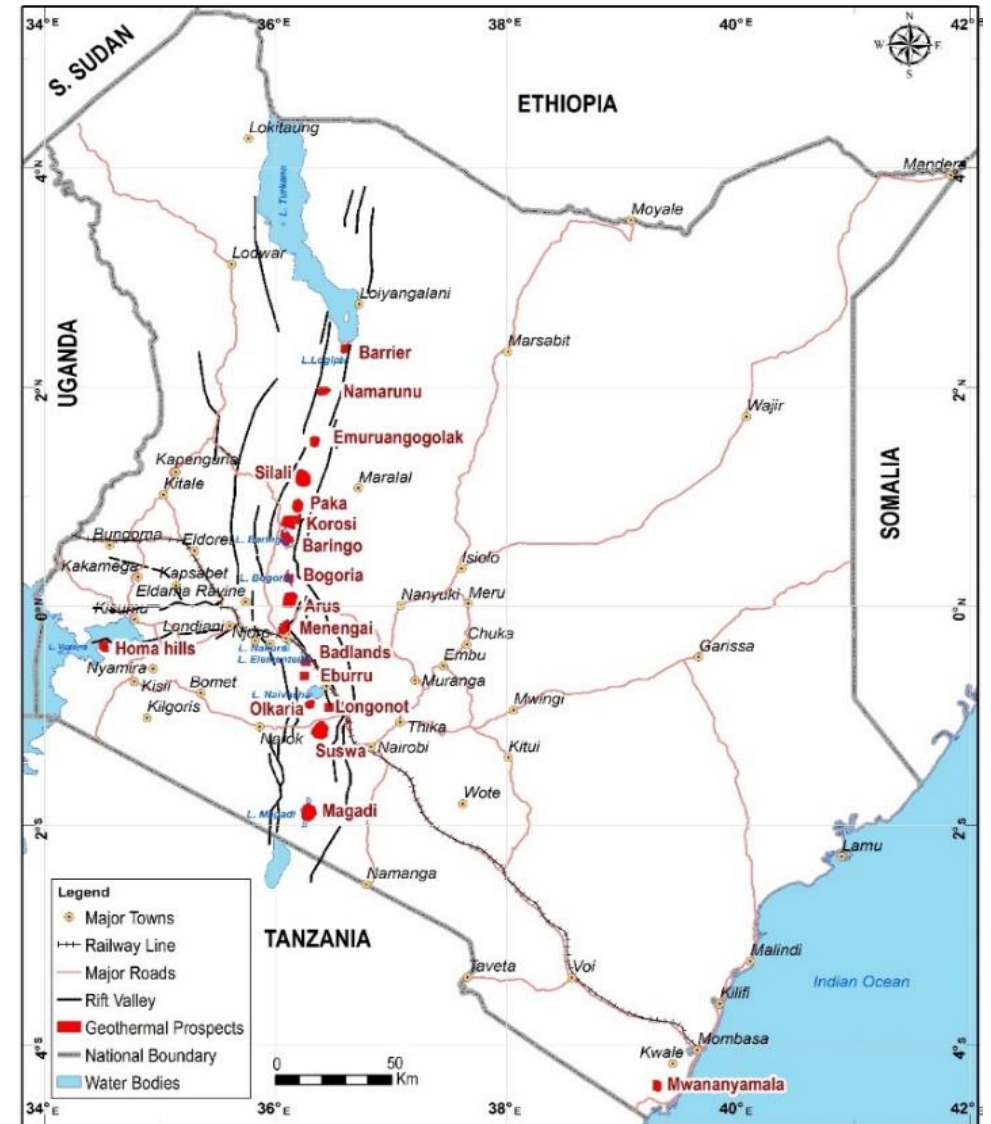 34°E
36°E
38°E
40°E
42°E
N
W
E
S
S. SUDAN
ETHIOPIA
Lokitaung
4°N
Mandera
4°N
L. Turkana
Moyale
Lodwar
Loiyangalani
UGANDA
Marsabit
L.Logipi
Barrier
2°N
Namarunu
2°N
Wajir
Emuruangogolak
SOMALIA
Kapenguria
Silali
Maralal
Kitale
Paka
Korosi
Bungoma
Eldoret
L. Baringo
Baringo
Isiolo
Kakamega
Kapsabet
L. Bogoria
Bogoria
Eldama Ravine
Nanyuki
Meru
0°N
Kisumu
Arus
0°N
Londiani
Njoro
Menengai
Chuka
L. Victoria
Homa hills
L. Nakuru
Badlands
Embu
Garissa
L. Elementeita
Nyamira
Eburru
Muranga
Kisii
Bomet
L. Naivasha
Kilgoris
Olkaria
Longonot
Mwingi
Narok
Thika
Suswa
Nairobi
Kitui
Wote
L. Magadi
Magadi
2°S
2°S
Lamu
Namanga
Legend
Major Towns
TANZANIA
Railway Line
Malindi
Major Roads
Taveta
Voi
Indian Ocean
Rift Valley
Kilifi
Geothermal Prospects
National Boundary
Mombasa
4°S
0
50
Kwale
4°S
Water Bodies
Km
Mwananyamala
34°E
36°E
38°E
40°E
42°E